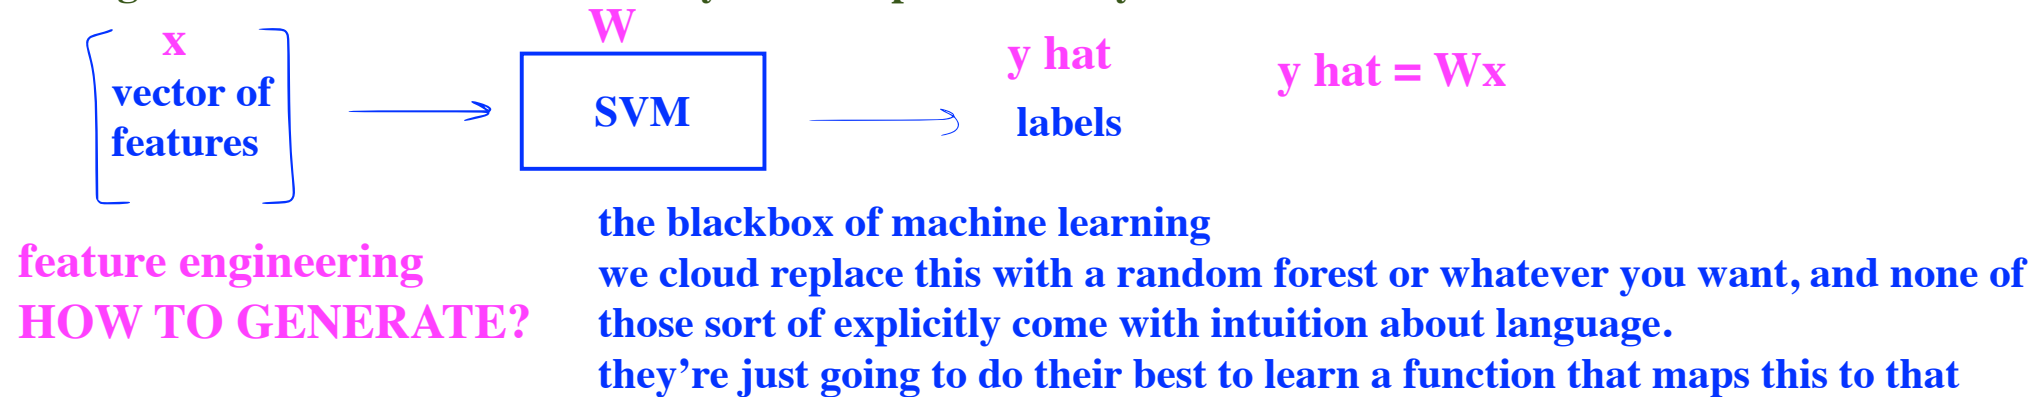 W
x
y hat
y hat = Wx
vector of
features
SVM
labels
the blackbox of machine learning
we cloud replace this with a random forest or whatever you want, and none of
those sort of explicitly come with intuition about language.
they're just going to do their best to learn a function that maps this to that
feature engineering
HOW TO GENERATE?